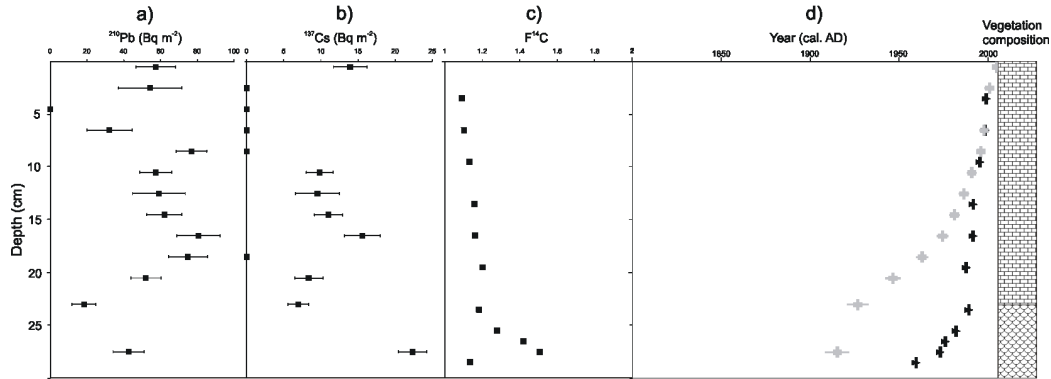 a)
b)
c)
d)
Vegetation
composition
²¹⁰Pb (Bq m⁻²)
¹³⁷Cs (Bq m⁻²)
F¹⁴C
Year (cal. AD)
0 20 40 60 80 100
0 5 10 15 20 25
1 1.2 1.4 1.6 1.8 2
1850 1900 1950 2000
Depth (cm)
5
10
15
20
25